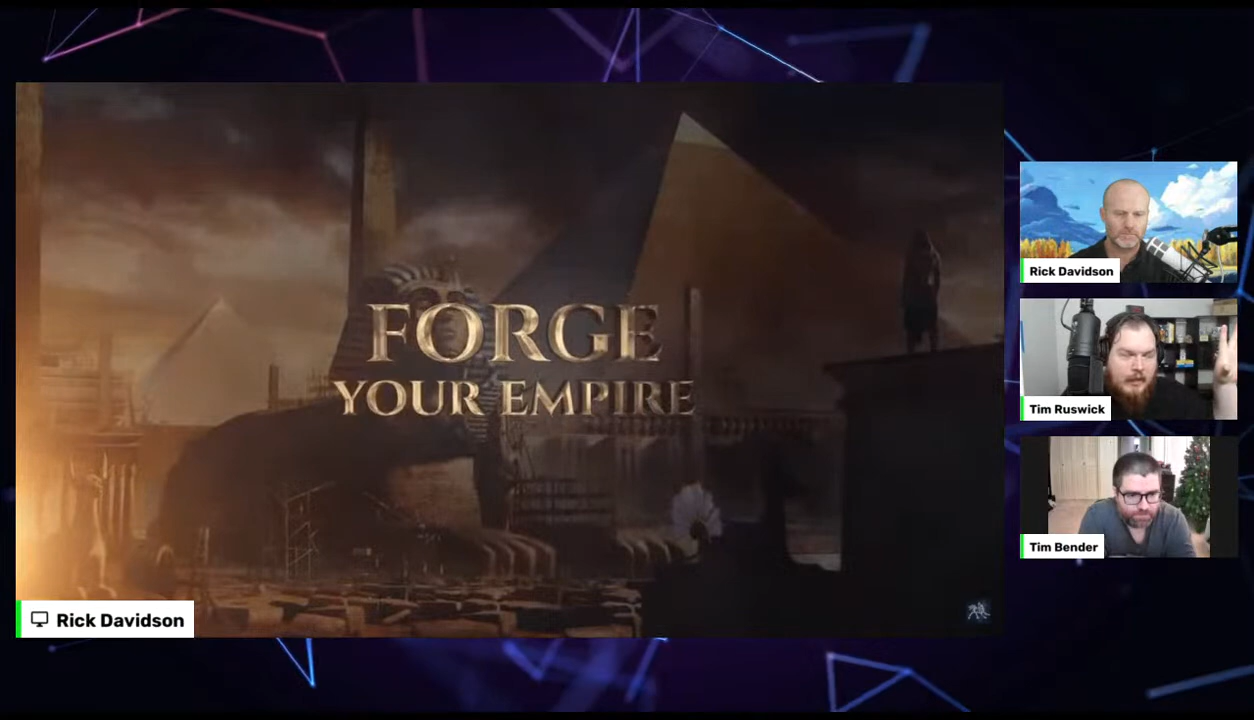 FORGE
YOUR EMPIRE
Rick Davidson
Rick Davidson
Tim Ruswick
Tim Bender